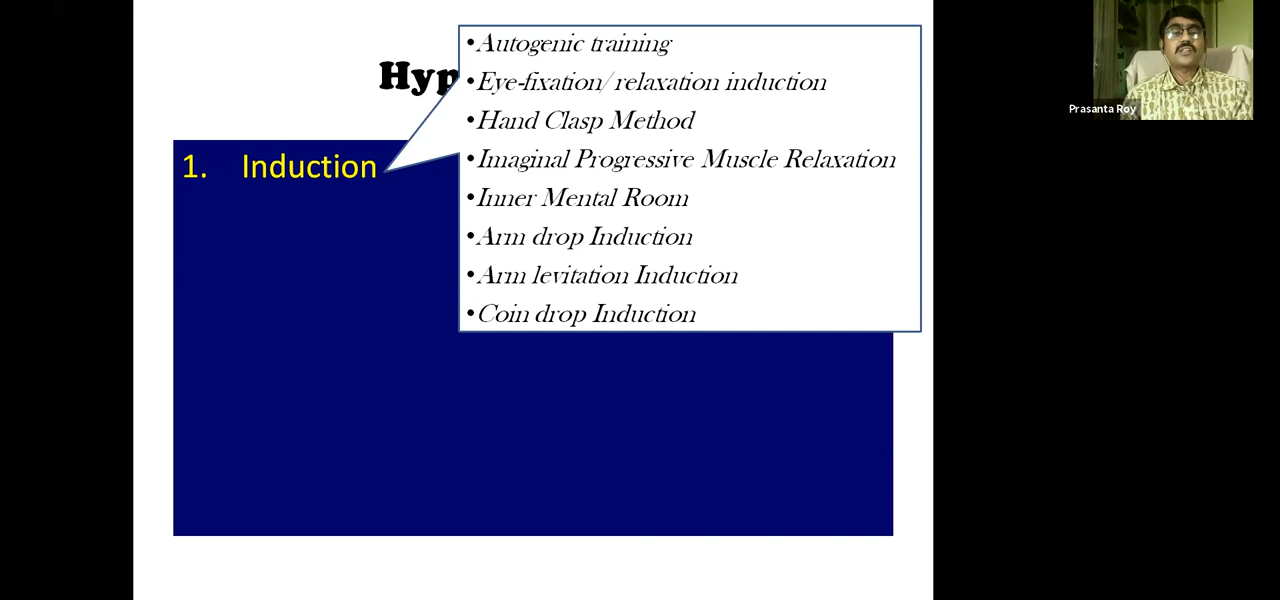 Hyp
1. Induction
•Autogenic training
•Eye-fixation/ relaxation induction
•Hand Clasp Method
•Imaginal Progressive Muscle Relaxation
•Inner Mental Room
•Arm drop Induction
•Arm levitation Induction
•Coin drop Induction
Prasanta Roy